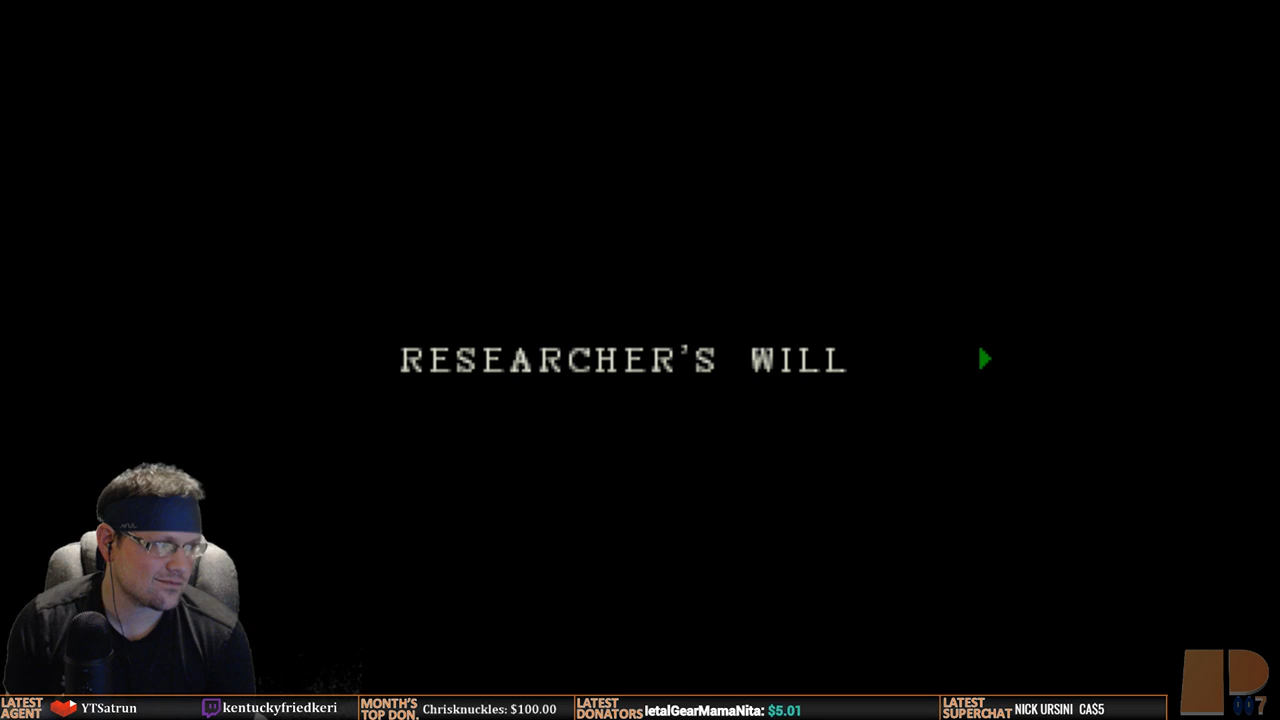 RESEARCHER'S WILL
LATEST AGENT YTSatrun kentuckyfriedkeri
MONTH'S TOP DON. Chrisknuckles: $100.00
LATEST DONATORS letalGearMamaNita: $5.01
LATEST SUPERCHAT NICK URSINI CA$5
P 007